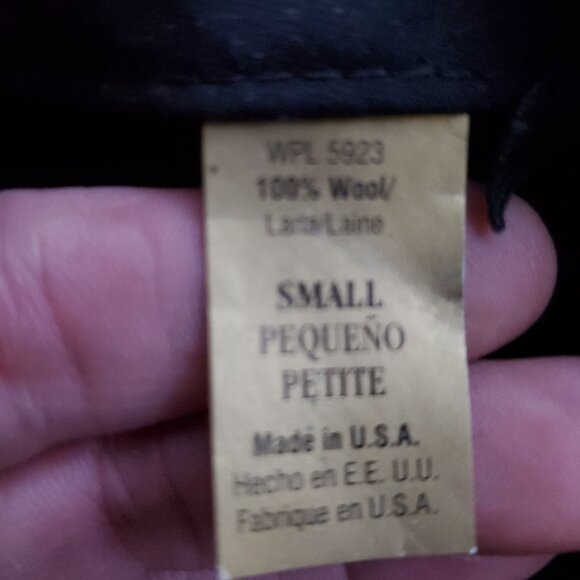 WPL 5923
100% Wool/
Lana/Laine
SMALL
PEQUEÑO
PETITE
Made in U.S.A.
Hecho en E.E. U.U.
Fabrique en U.S.A.